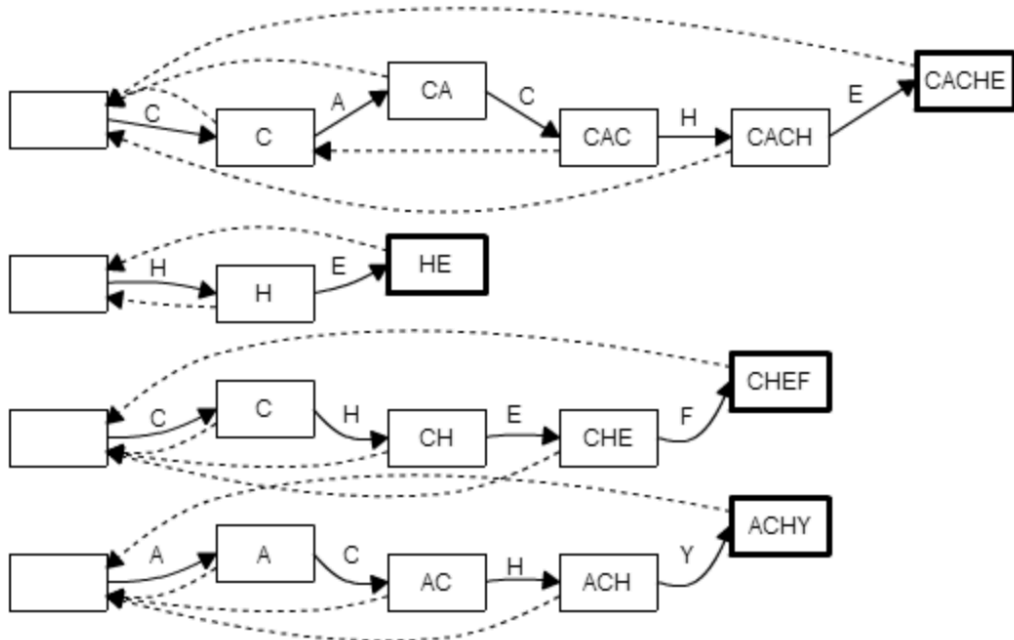 C C A CA C CAC H CACH E CACHE
H H E HE
C C H CH E CHE F CHEF
A A C AC H ACH Y ACHY